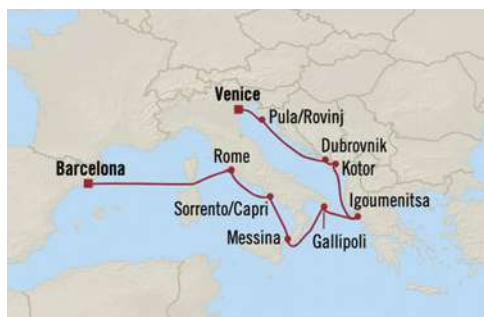 Venice
Pula/Rovinj
Dubrovnik
Kotor
Rome
Barcelona
Igoumenitsa
Sorrento/Capri
Messina
Gallipoli